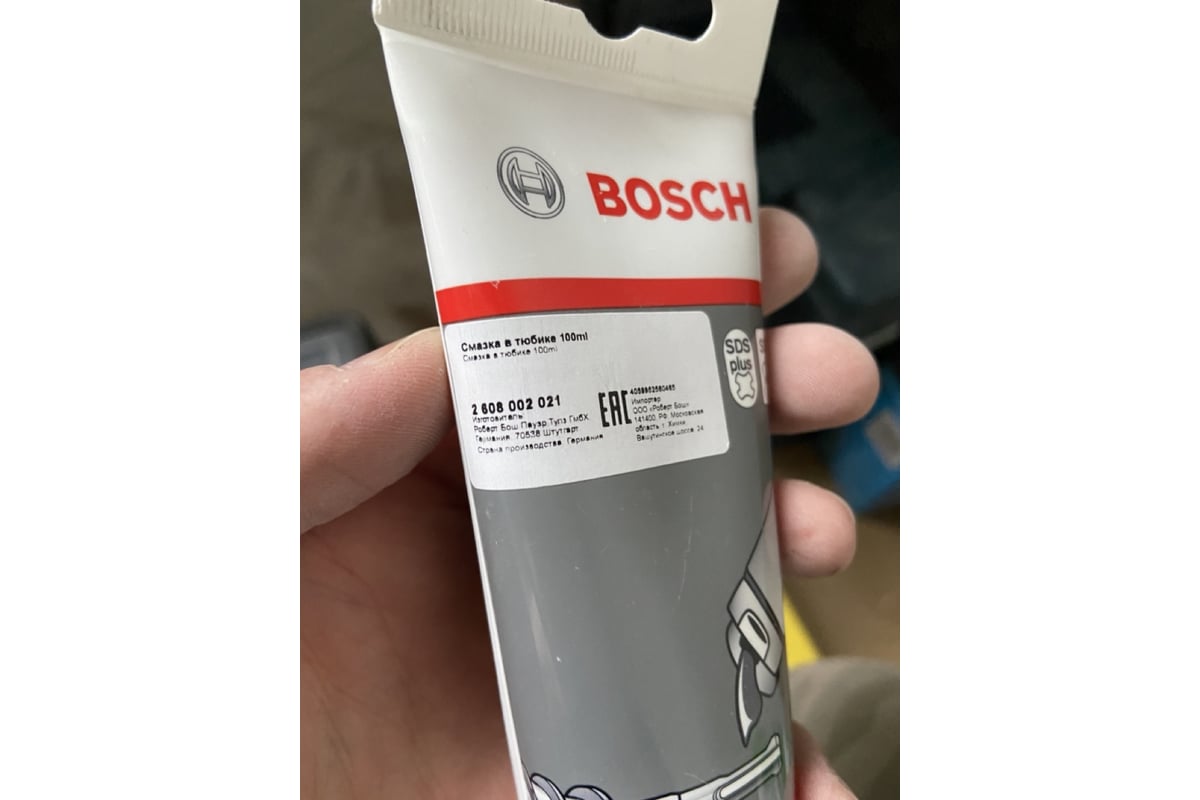 BOSCH
Смазка в тюбике 100ml
Смазка в тюбике 100ml
2 608 002 021
Изготовитель
Роберт Бош Пауэр Тулз ГмбХ,
Германия, 70538 Штутгарт
Страна производства: Германия
EAC
4059952580465
Импортер
ООО «Роберт Бош»
141400, РФ, Московская
область г. Химки
Вашутинское шоссе, 24
SDS
plus